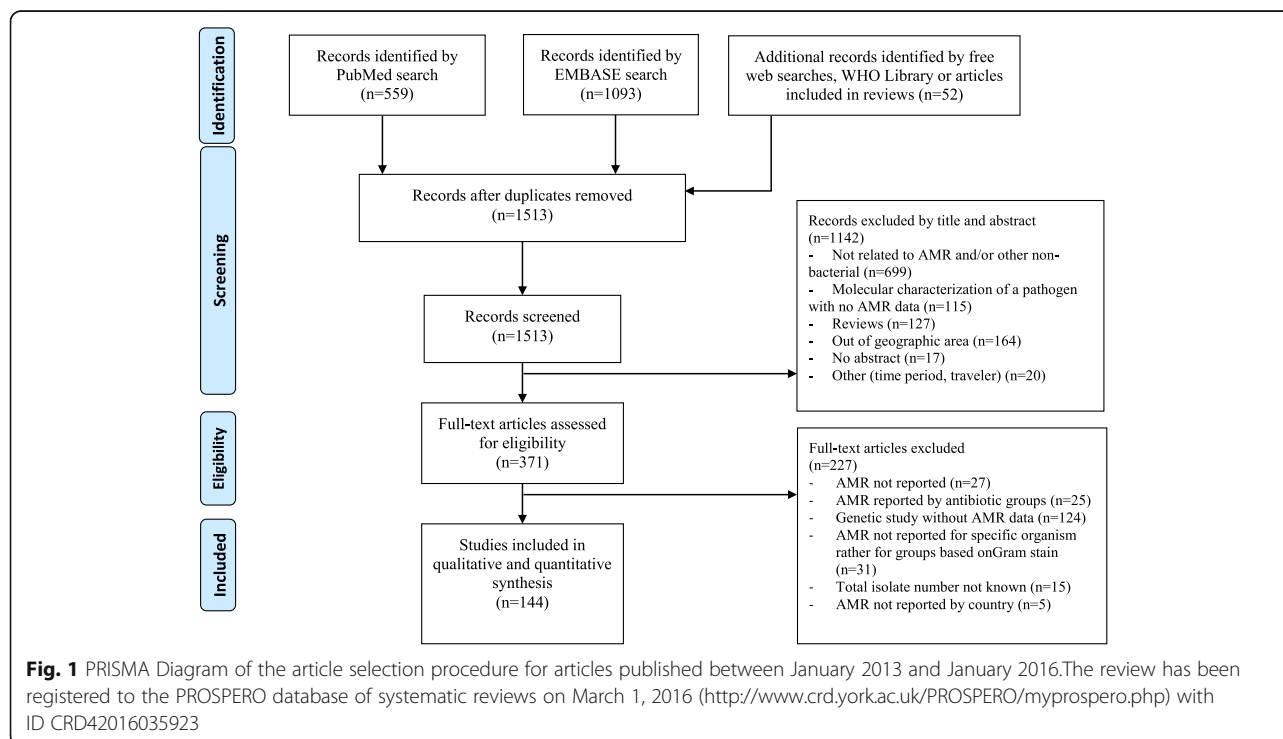 Identification
Records identified by
PubMed search
(n=559)
Records identified by
EMBASE search
(n=1093)
Additional records identified by free
web searches, WHO Library or articles
included in reviews (n=52)
Screening
Records after duplicates removed
(n=1513)
Records screened
(n=1513)
Records excluded by title and abstract
(n=1142)
- Not related to AMR and/or other non-
bacterial (n=699)
- Molecular characterization of a pathogen
with no AMR data (n=115)
- Reviews (n=127)
- Out of geographic area (n=164)
- No abstract (n=17)
- Other (time period, traveler) (n=20)
Eligibility
Full-text articles assessed
for eligibility
(n=371)
Full-text articles excluded
(n=227)
- AMR not reported (n=27)
- AMR reported by antibiotic groups (n=25)
- Genetic study without AMR data (n=124)
- AMR not reported for specific organism
rather for groups based onGram stain
(n=31)
- Total isolate number not known (n=15)
- AMR not reported by country (n=5)
Included
Studies included in
qualitative and quantitative
synthesis
(n=144)
Fig. 1 PRISMA Diagram of the article selection procedure for articles published between January 2013 and January 2016.The review has been
registered to the PROSPERO database of systematic reviews on March 1, 2016 (http://www.crd.york.ac.uk/PROSPERO/myprospero.php) with
ID CRD42016035923